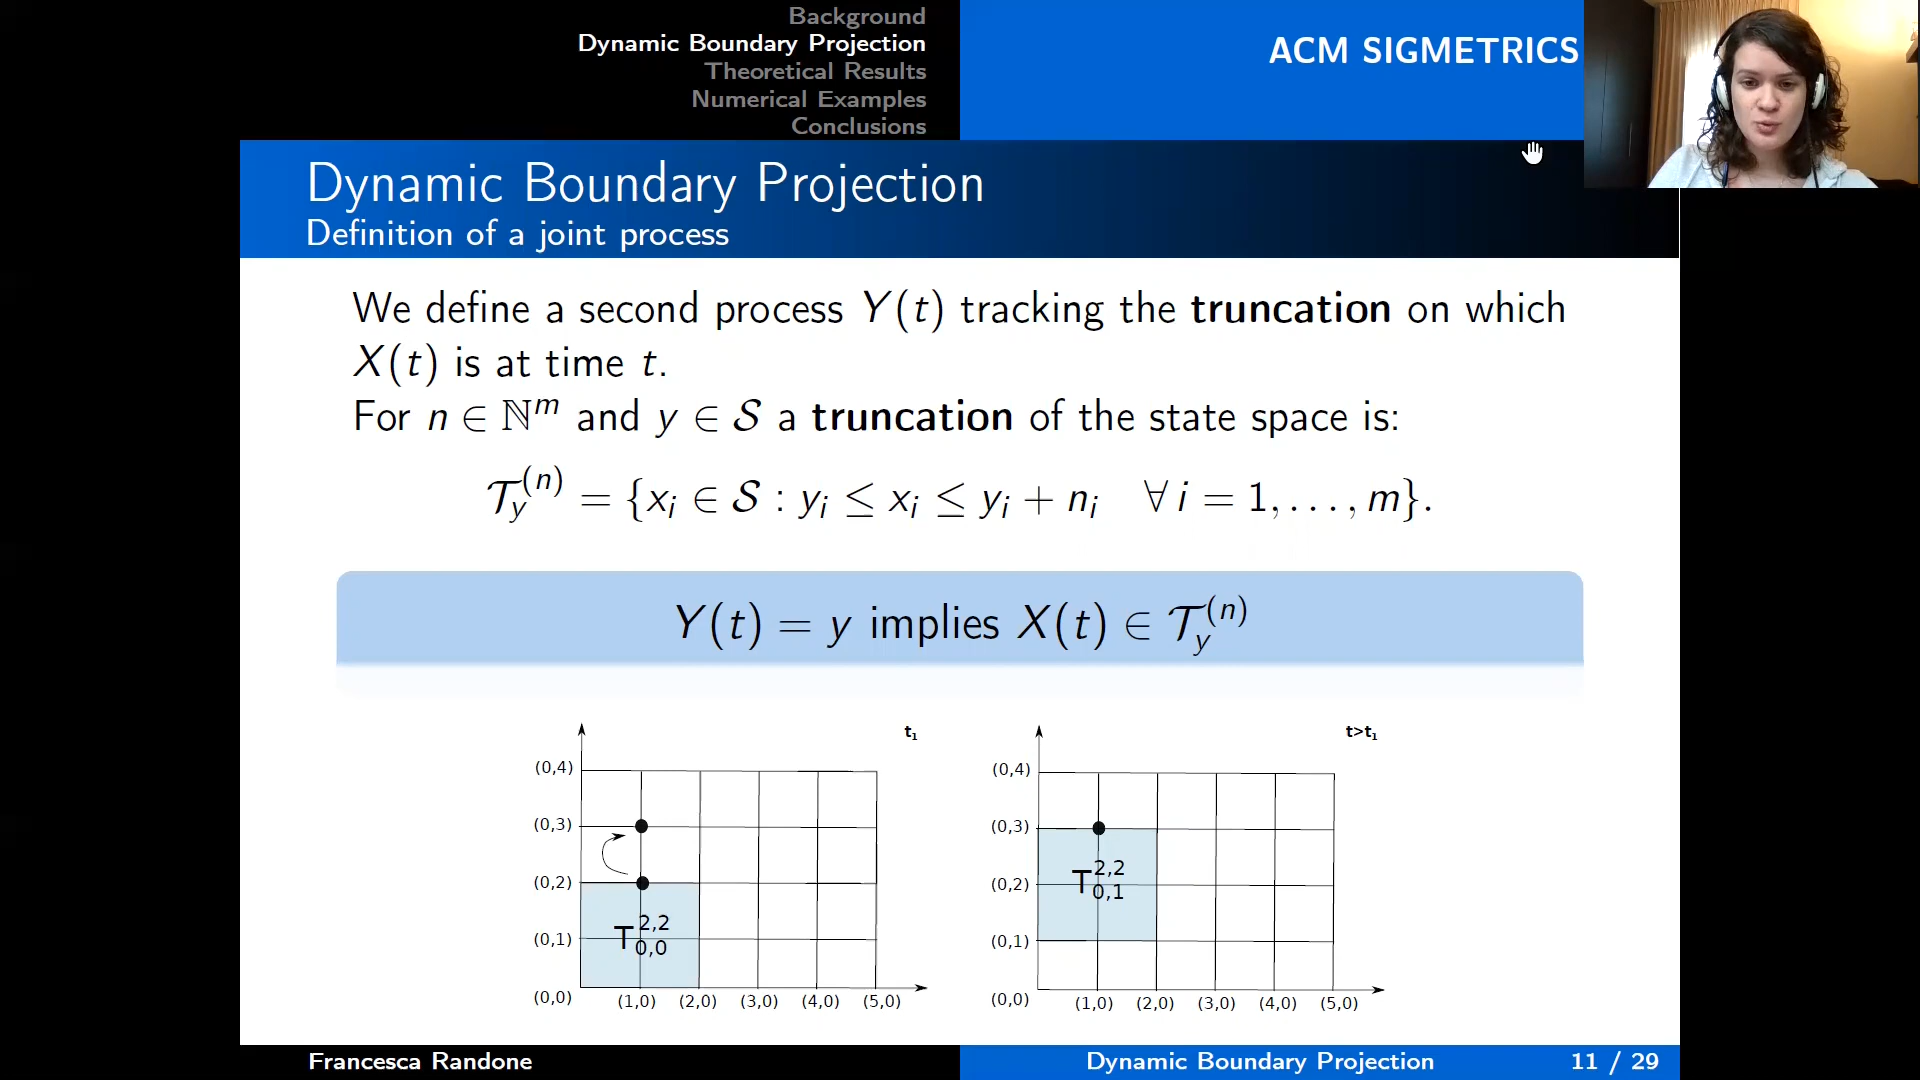 Background
Dynamic Boundary Projection
Theoretical Results
Numerical Examples
Conclusions
ACM SIGMETRICS
Dynamic Boundary Projection
Definition of a joint process
We define a second process Y(t) tracking the truncation on which
X(t) is at time t.
For n ∈ ℕ^m and y ∈ 𝒮 a truncation of the state space is:
𝒯_y^(n) = {x_i ∈ 𝒮 : y_i ≤ x_i ≤ y_i + n_i ∀ i = 1, . . . , m}.
Y(t) = y implies X(t) ∈ 𝒯_y^(n)
t₁
(0,4)
(0,3)
(0,2)
(0,1)
(0,0)
T_0,0^2,2
(1,0) (2,0) (3,0) (4,0) (5,0)
t>t₁
(0,4)
(0,3)
(0,2)
(0,1)
(0,0)
T_0,1^2,2
(1,0) (2,0) (3,0) (4,0) (5,0)
Francesca Randone
Dynamic Boundary Projection
11 / 29